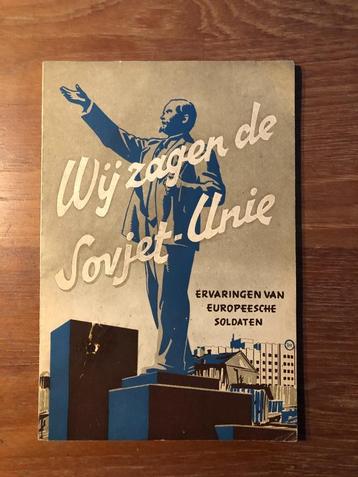 Wij zagen de
Sovjet-Unie
ERVARINGEN VAN
EUROPEESCHE
SOLDATEN